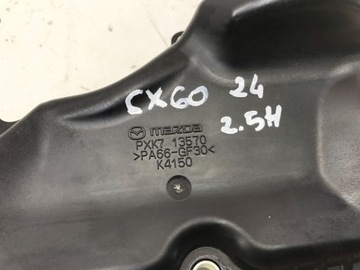 CX60 24
2.5H
mazda
PXK7 13570
>PA66-GF30<
K4150